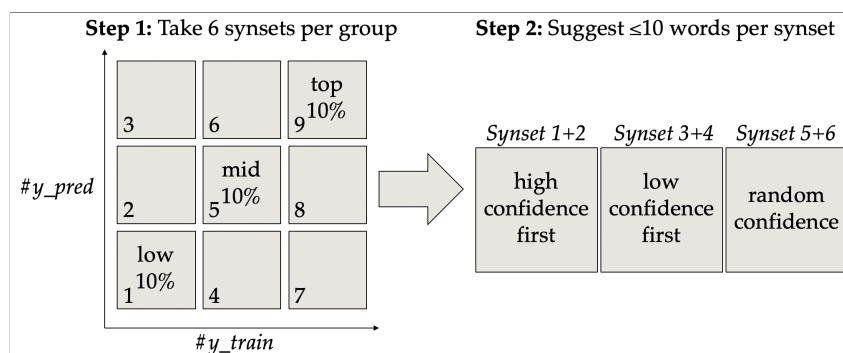 Step 1: Take 6 synsets per group
3
6
top
9 10%
#y_pred
2
mid
5 10%
8
low
1 10%
4
7
#y_train
Step 2: Suggest ≤10 words per synset
Synset 1+2
Synset 3+4
Synset 5+6
high
confidence
first
low
confidence
first
random
confidence